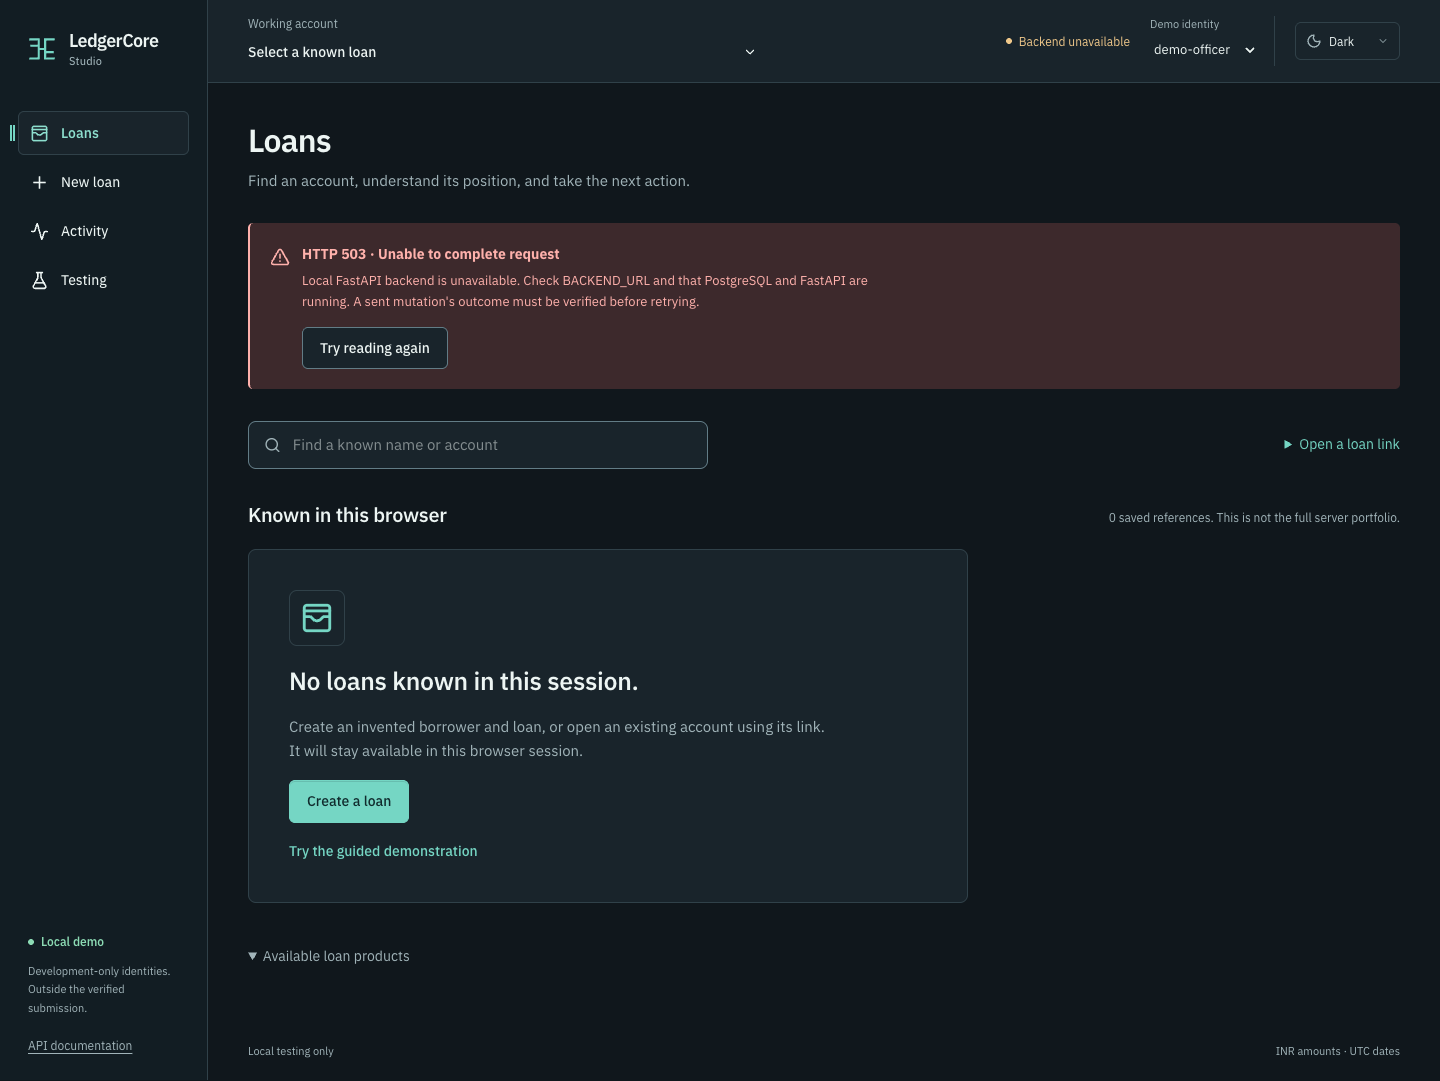 LedgerCore
Studio
Loans
New loan
Activity
Testing
Local demo
Development-only identities.
Outside the verified
submission.
API documentation
Working account
Select a known loan
Backend unavailable
Demo identity
demo-officer
Dark
Loans
Find an account, understand its position, and take the next action.
HTTP 503 · Unable to complete request
Local FastAPI backend is unavailable. Check BACKEND_URL and that PostgreSQL and FastAPI are
running. A sent mutation's outcome must be verified before retrying.
Try reading again
Find a known name or account
Open a loan link
Known in this browser
0 saved references. This is not the full server portfolio.
No loans known in this session.
Create an invented borrower and loan, or open an existing account using its link.
It will stay available in this browser session.
Create a loan
Try the guided demonstration
Available loan products
Local testing only
INR amounts · UTC dates